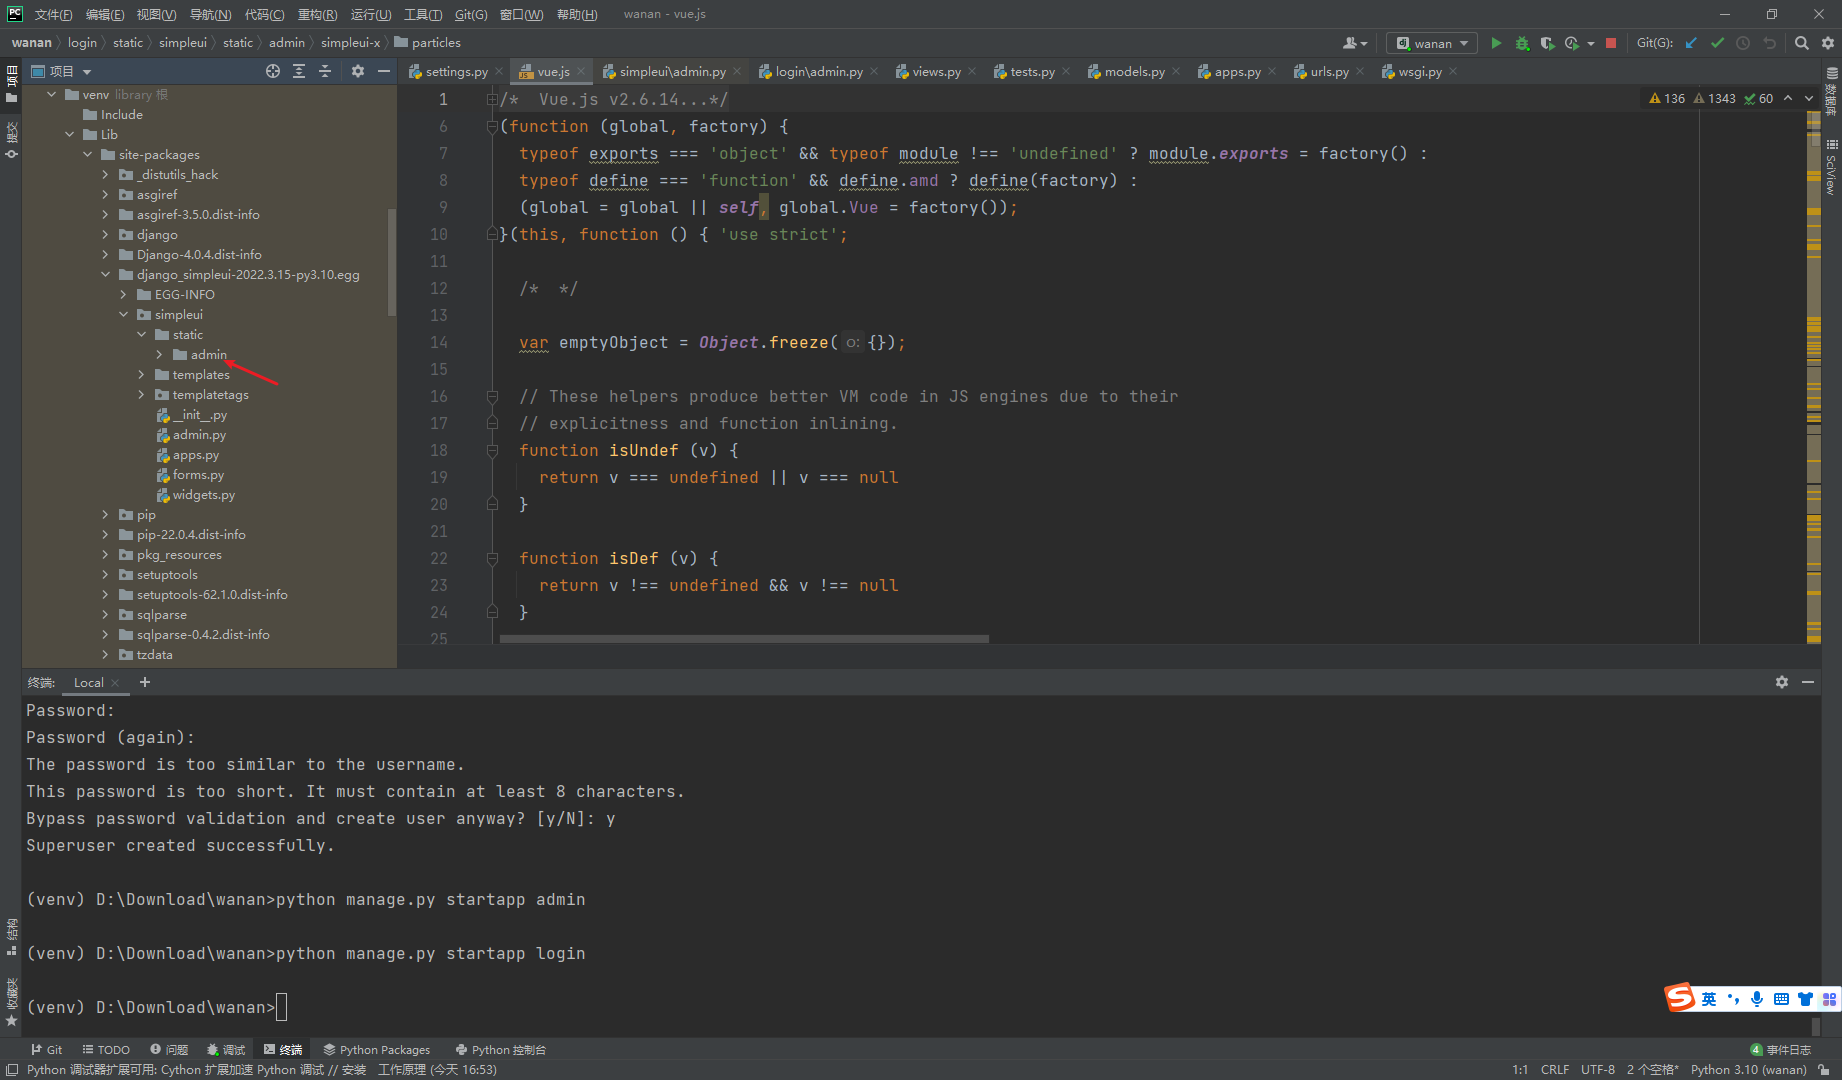 PC 文件(F) 编辑(E) 视图(V) 导航(N) 代码(C) 重构(R) 运行(U) 工具(T) Git(G) 窗口(W) 帮助(H) wanan - vue.js
wanan login static simpleui static admin simpleui-x particles
dj wanan Git(G):
项目
提交
结构
收藏夹
数据库
SciView
项目
settings.py vue.js simpleui\admin.py login\admin.py views.py tests.py models.py apps.py urls.py wsgi.py
136 1343 60
venv library 根
Include
Lib
site-packages
_distutils_hack
asgiref
asgiref-3.5.0.dist-info
django
Django-4.0.4.dist-info
django_simpleui-2022.3.15-py3.10.egg
EGG-INFO
simpleui
static
admin
templates
templatetags
__init__.py
admin.py
apps.py
forms.py
widgets.py
pip
pip-22.0.4.dist-info
pkg_resources
setuptools
setuptools-62.1.0.dist-info
sqlparse
sqlparse-0.4.2.dist-info
tzdata
1 /*  Vue.js v2.6.14...*/
6 (function (global, factory) {
7 typeof exports === 'object' && typeof module !== 'undefined' ? module.exports = factory() :
8 typeof define === 'function' && define.amd ? define(factory) :
9 (global = global || self, global.Vue = factory());
10 }(this, function () { 'use strict';
11
12 /*  */
13
14 var emptyObject = Object.freeze( o: {});
15
16 // These helpers produce better VM code in JS engines due to their
17 // explicitness and function inlining.
18 function isUndef (v) {
19 return v === undefined || v === null
20 }
21
22 function isDef (v) {
23 return v !== undefined && v !== null
24 }
25
终端: Local
Password:
Password (again):
The password is too similar to the username.
This password is too short. It must contain at least 8 characters.
Bypass password validation and create user anyway? [y/N]: y
Superuser created successfully.
(venv) D:\Download\wanan>python manage.py startapp admin
(venv) D:\Download\wanan>python manage.py startapp login
(venv) D:\Download\wanan>
S 英
Git TODO 问题 调试 终端 Python Packages Python 控制台 4 事件日志
Python 调试器扩展可用: Cython 扩展加速 Python 调试 // 安装 工作原理 (今天 16:53) 1:1 CRLF UTF-8 2 个空格* Python 3.10 (wanan)